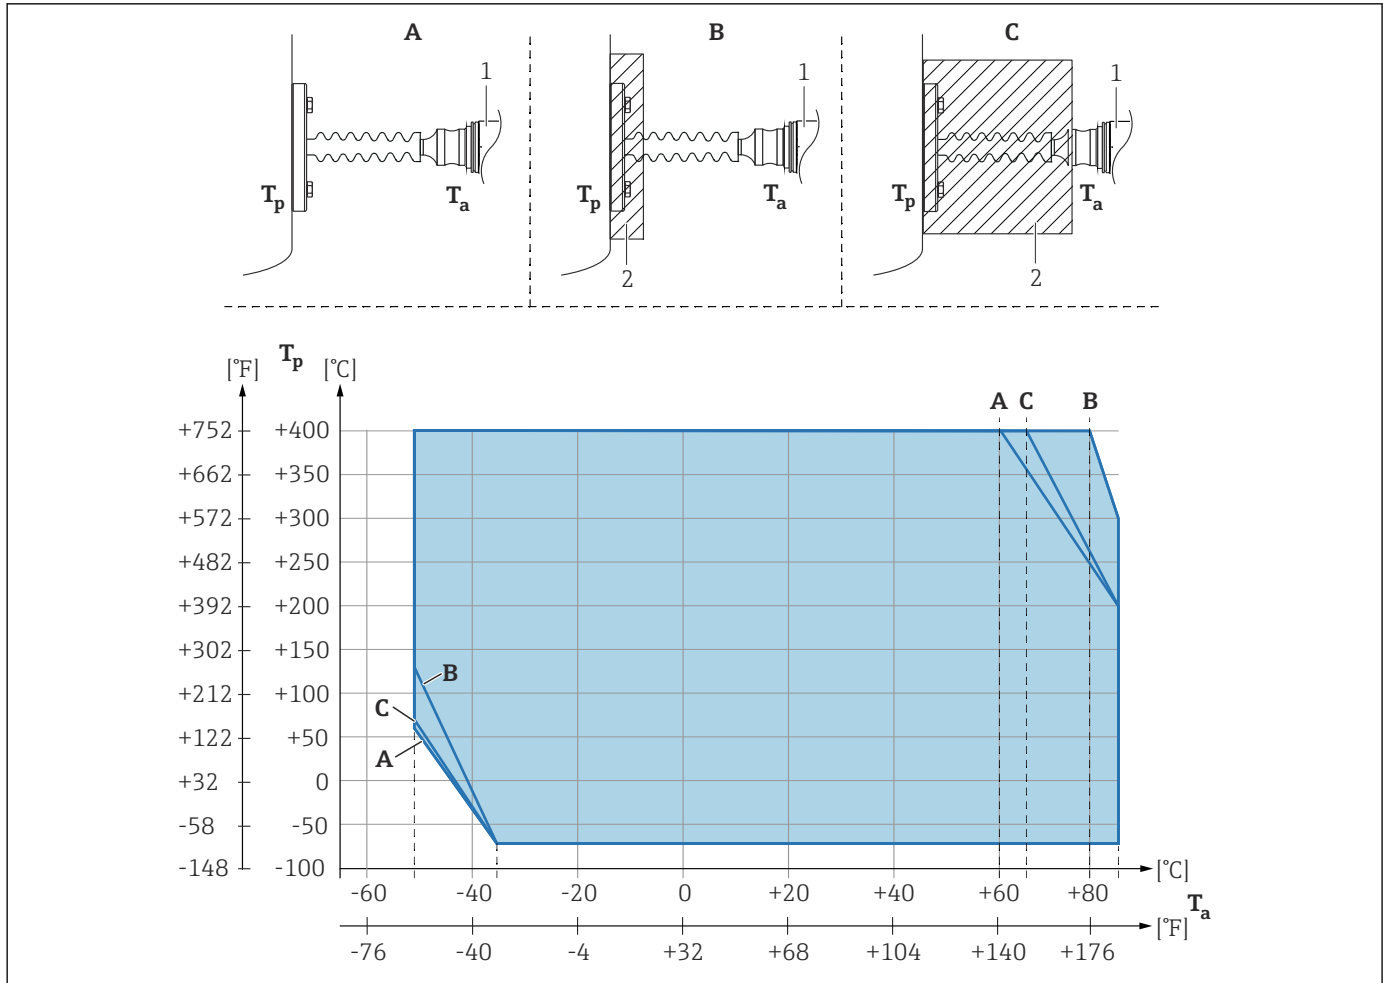 A B C
1 1 1
Tp Ta Tp Ta Tp Ta
2 2
Tp
[°F] [°C]
A C B
+752 +400
+662 +350
+572 +300
+482 +250
+392 +200
+302 +150
B
+212 +100
C
+122 +50
A
+32 0
-58 -50
-148 -100
[°C]
-60 -40 -20 0 +20 +40 +60 +80
Ta
[°F]
-76 -40 -4 +32 +68 +104 +140 +176